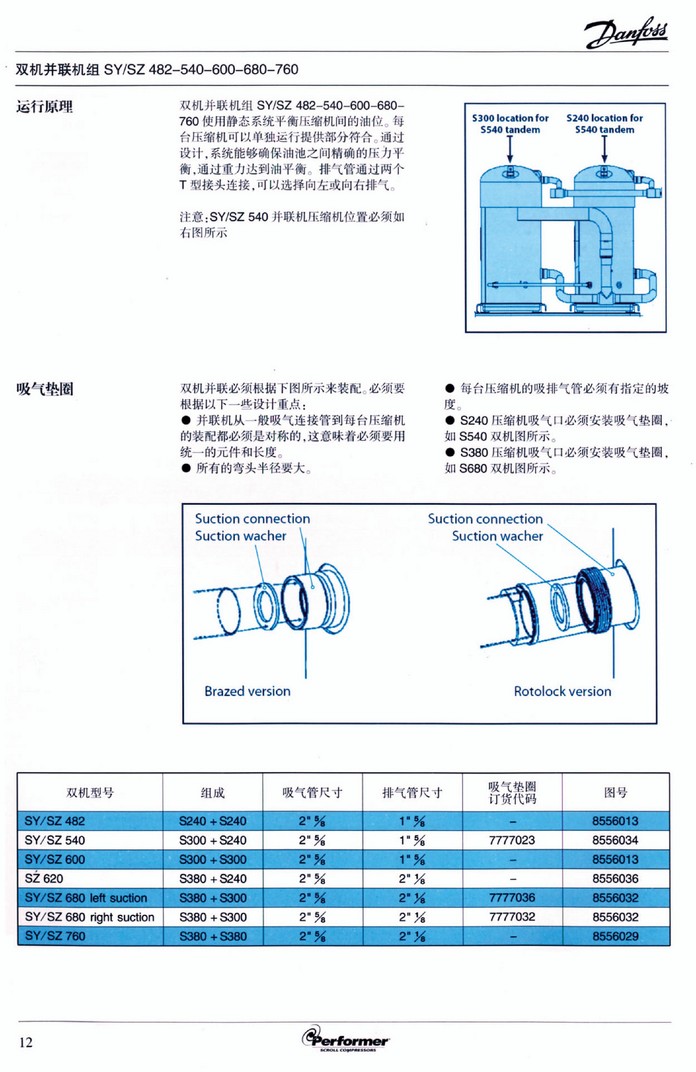 Danfoss
双机并联机组 SY/SZ 482-540-600-680-760
运行原理
双机并联机组 SY/SZ 482-540-600-680-
760 使用静态系统平衡压缩机间的油位。每
台压缩机可以单独运行提供部分符合。通过
设计,系统能够确保油池之间精确的压力平
衡,通过重力达到油平衡。排气管通过两个
T 型接头连接,可以选择向左或向右排气。
注意:SY/SZ 540 并联机压缩机位置必须如
右图所示
S300 location for
S540 tandem
S240 location for
S540 tandem
吸气垫圈
双机并联必须根据下图所示来装配。必须要
根据以下一些设计重点:
● 并联机从一般吸气连接管到每台压缩机
的装配都必须是对称的,这意味着必须要用
统一的元件和长度。
● 所有的弯头半径要大。
● 每台压缩机的吸排气管必须有指定的坡
度。
● S240 压缩机吸气口必须安装吸气垫圈,
如 S540 双机图所示。
● S380 压缩机吸气口必须安装吸气垫圈,
如 S680 双机图所示。
Suction connection
Suction wacher
Brazed version
Suction connection
Suction wacher
Rotolock version
双机型号 组成 吸气管尺寸 排气管尺寸 吸气垫圈 订货代码 图号
SY/SZ 482 S240 + S240 2" ⅝ 1" ⅝ – 8556013
SY/SZ 540 S300 + S240 2" ⅝ 1" ⅝ 7777023 8556034
SY/SZ 600 S300 + S300 2" ⅝ 1" ⅝ – 8556013
SZ 620 S380 + S240 2" ⅝ 2" ⅛ – 8556036
SY/SZ 680 left suction S380 + S300 2" ⅝ 2" ⅛ 7777036 8556032
SY/SZ 680 right suction S380 + S300 2" ⅝ 2" ⅛ 7777032 8556032
SY/SZ 760 S380 + S380 2" ⅝ 2" ⅛ – 8556029
12
Performer
SCROLL COMPRESSORS